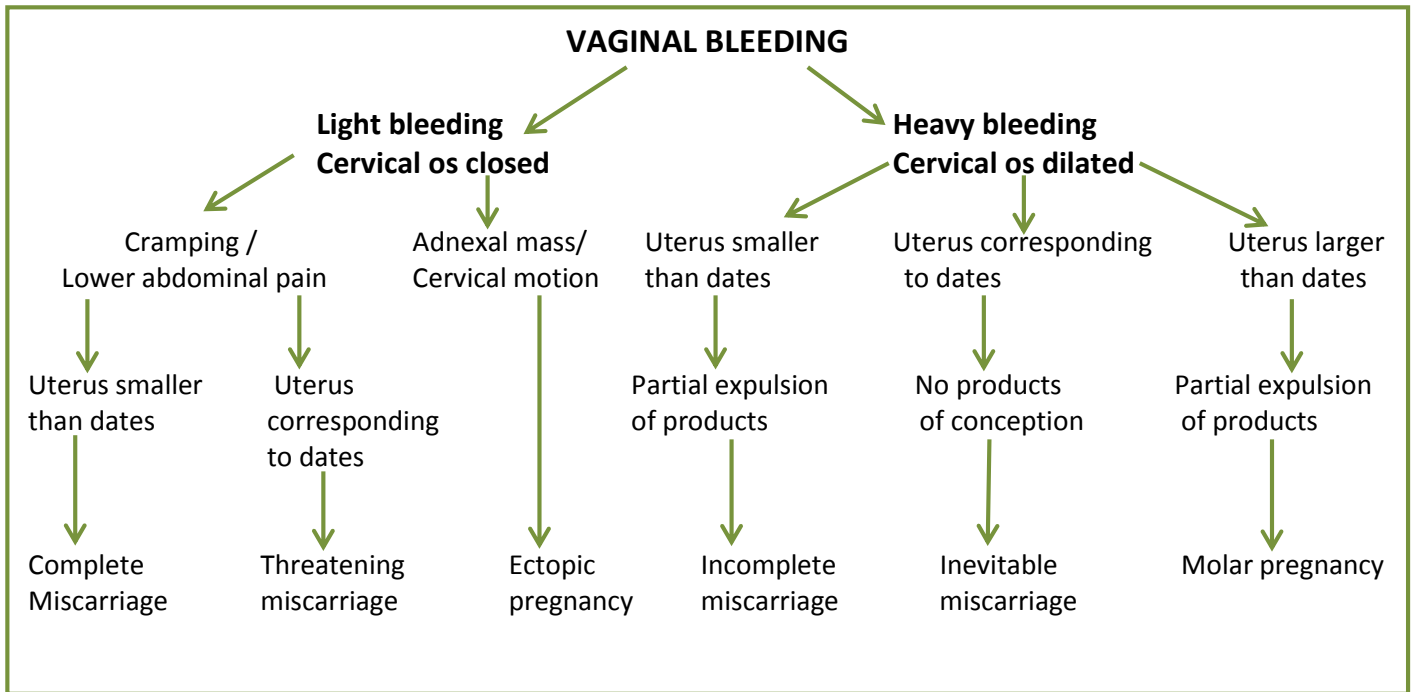 VAGINAL BLEEDING
Light bleeding
Cervical os closed
Heavy bleeding
Cervical os dilated
Cramping /
Lower abdominal pain
Adnexal mass/
Cervical motion
Uterus smaller
than dates
Uterus corresponding
to dates
Uterus larger
than dates
Uterus smaller
than dates
Uterus
corresponding
to dates
Partial expulsion
of products
No products
of conception
Partial expulsion
of products
Complete
Miscarriage
Threatening
miscarriage
Ectopic
pregnancy
Incomplete
miscarriage
Inevitable
miscarriage
Molar pregnancy